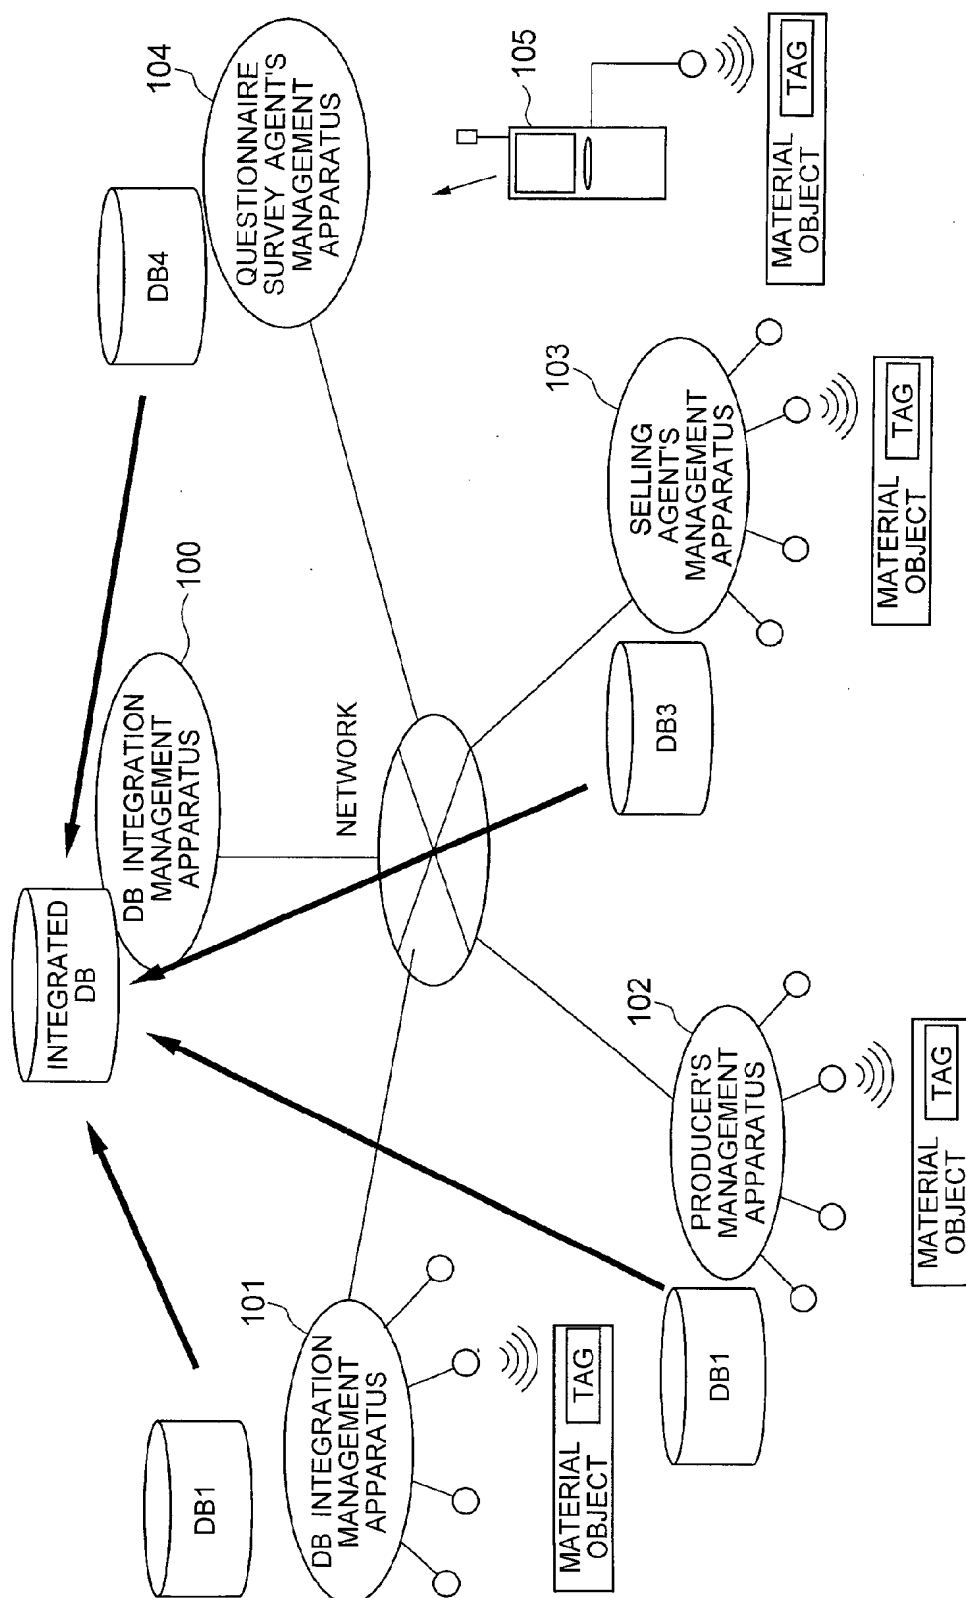 INTEGRATED
DB
DB INTEGRATION
MANAGEMENT
APPARATUS
100
DB4
104
QUESTIONNAIRE
SURVEY AGENT'S
MANAGEMENT
APPARATUS
DB1
101
DB INTEGRATION
MANAGEMENT
APPARATUS
NETWORK
105
MATERIAL
OBJECT
TAG
MATERIAL
OBJECT
TAG
DB1
102
PRODUCER'S
MANAGEMENT
APPARATUS
DB3
103
SELLING
AGENT'S
MANAGEMENT
APPARATUS
MATERIAL
OBJECT
TAG
MATERIAL
OBJECT
TAG